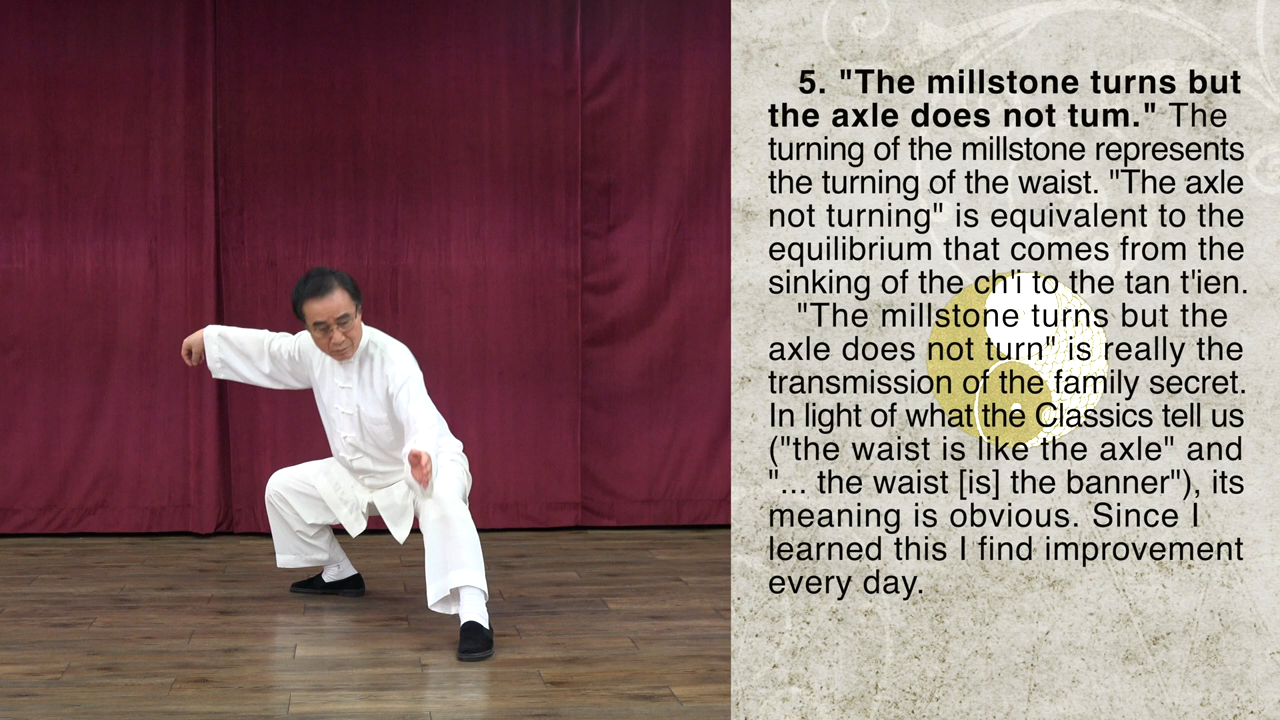 5. "The millstone turns but
the axle does not tum." The
turning of the millstone represents
the turning of the waist. "The axle
not turning" is equivalent to the
equilibrium that comes from the
sinking of the ch'i to the tan t'ien.
"The millstone turns but the
axle does not turn" is really the
transmission of the family secret.
In light of what the Classics tell us
("the waist is like the axle" and
"... the waist [is] the banner"), its
meaning is obvious. Since I
learned this I find improvement
every day.